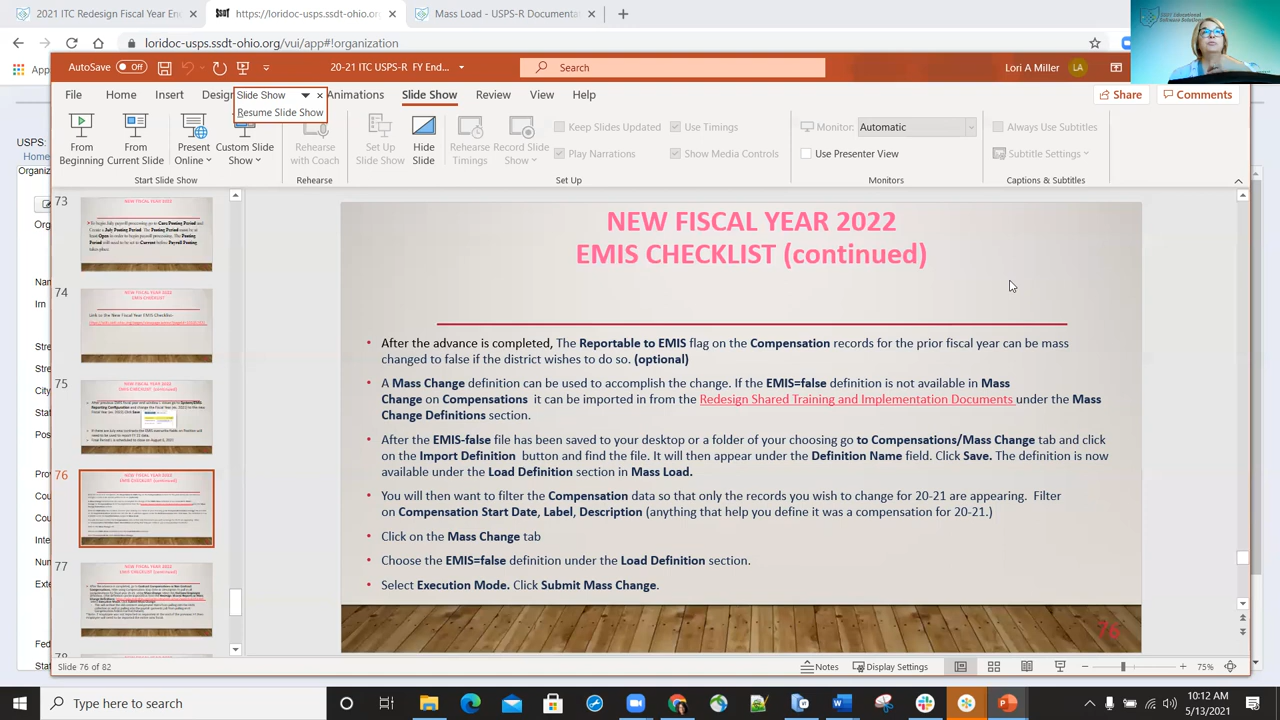 2021 ITC Redesign Fiscal Ye
https://loridoc-ssdt-ohio.org
Mass Load - USPS-R Documentat
loridoc.ssdt-ohio.org/usps/ui/#/organization
App
AutoSave
Off
20-21 ITC USPS-R FY End...
Search
Lori A Miller
LA
File
Home
Insert
Design
Slide Show
Resume Slide Show
Animations
Slide Show
Review
View
Help
Share
Comments
From Beginning
From Current Slide
Present Online
Custom Slide Show
Start Slide Show
Rehearse with Coach
Rehearse
Set Up Slide Show
Hide Slide
Rehearse Timings
Record Slide Show
Keep Slides Updated
Play Narrations
Use Timings
Show Media Controls
Set Up
Monitor:
Automatic
Use Presenter View
Monitors
Always Use Subtitles
Subtitle Settings
Captions & Subtitles
USPS:
Home
Organiz
73
74
75
76
77
NEW FISCAL YEAR 2022
EMIS CHECKLIST (continued)
• After the advance is completed, The Reportable to EMIS flag on the Compensation records for the prior fiscal year can be mass
changed to false if the district wishes to do so. (optional)
• A Mass Change definition can be used to accomplish the change. If the EMIS=false definition is not available in Mass
Change on Compensations, it can be imported in from the Redesign Shared Training and Implementation Documents under the Mass
Change Definitions section.
• After the EMIS-false file has been saved to your desktop or a folder of your choosing go to Compensations/Mass Change tab and click
on the Import Definition button and find the file. It will then appear under the Definition Name field. Click Save. The definition is now
available under the Load Definition section in Mass Load.
• You will then want to filter the Compensation data so that only the records you want to change for 20-21 are appearing. Filter
on Compensation Start Date, Label, Description (anything that help you defines it was a compensation for 20-21.)
• Click on the Mass Change tab
• Choose the EMIS=false definition under the Load Definition section.
• Select Execution Mode. Click Submit Mass Change.
76
Slide 76 of 82
Notes
Display Settings
75%
Type here to search
10:12 AM
5/13/2021